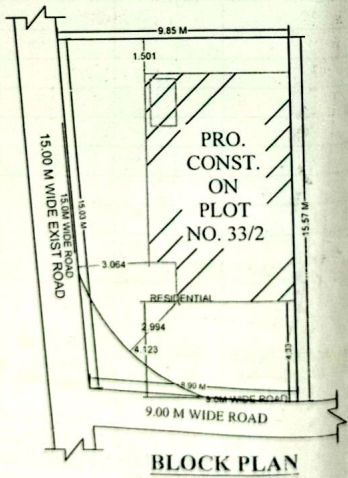 9.85 M
1.501
PRO.
CONST.
ON
PLOT
NO. 33/2
15.00 M WIDE EXIST ROAD
15.0M WIDE ROAD
15.03 M
15.57 M
3.064
RESIDENTIAL
2.994
4.123
4.33
8.90 M
9.0M WIDE ROAD
9.00 M WIDE ROAD
BLOCK PLAN